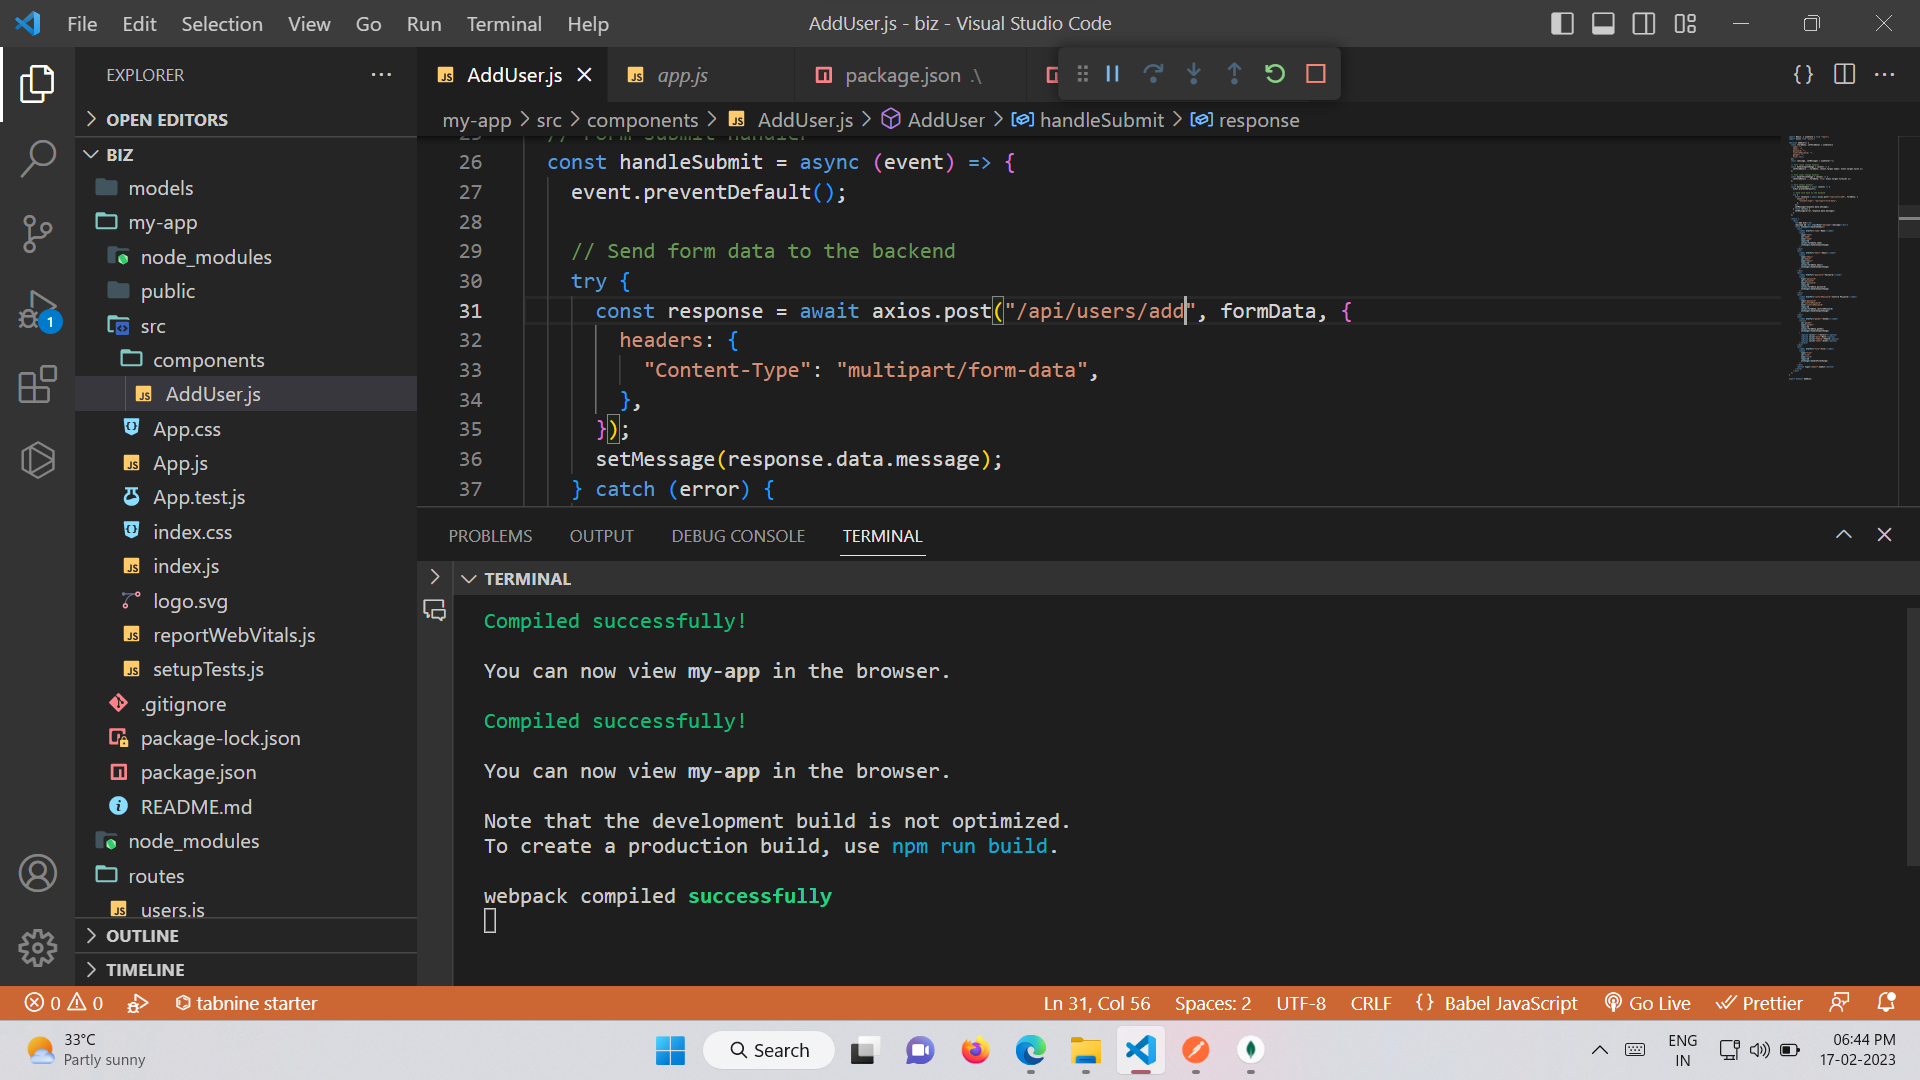 File Edit Selection View Go Run Terminal Help
AddUser.js - biz - Visual Studio Code
EXPLORER
OPEN EDITORS
BIZ
models
my-app
node_modules
public
src
components
AddUser.js
App.css
App.js
App.test.js
index.css
index.js
logo.svg
reportWebVitals.js
setupTests.js
.gitignore
package-lock.json
package.json
README.md
node_modules
routes
users.js
OUTLINE
TIMELINE
1
AddUser.js app.js package.json .\
my-app > src > components > AddUser.js > AddUser > handleSubmit > response
25 // Form submit handler
26 const handleSubmit = async (event) => {
27 event.preventDefault();
28
29 // Send form data to the backend
30 try {
31 const response = await axios.post("/api/users/add", formData, {
32 headers: {
33 "Content-Type": "multipart/form-data",
34 },
35 });
36 setMessage(response.data.message);
37 } catch (error) {
PROBLEMS OUTPUT DEBUG CONSOLE TERMINAL
TERMINAL
Compiled successfully!
You can now view my-app in the browser.
Compiled successfully!
You can now view my-app in the browser.
Note that the development build is not optimized.
To create a production build, use npm run build.
webpack compiled successfully
0 0 tabnine starter
Ln 31, Col 56 Spaces: 2 UTF-8 CRLF {} Babel JavaScript Go Live Prettier
33°C
Partly sunny
Search
ENG
IN
06:44 PM
17-02-2023